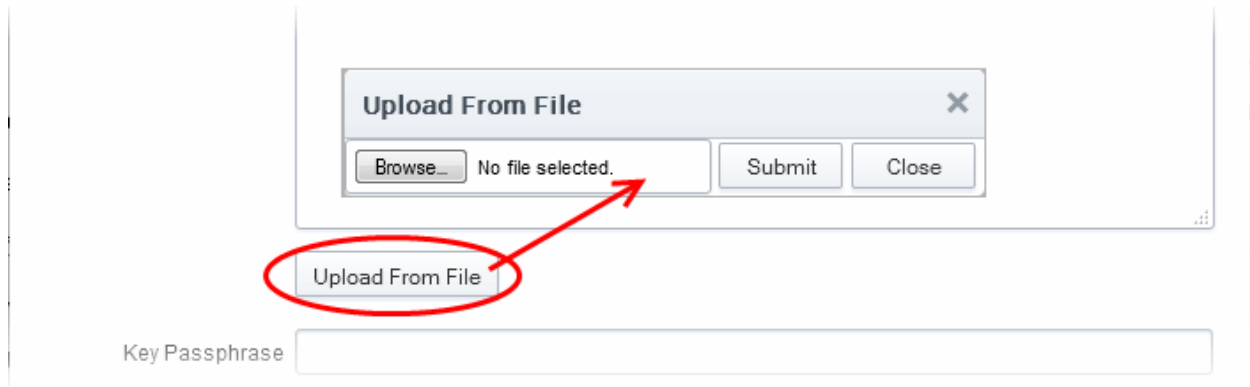 Upload From File
Browse... No file selected. Submit Close
Upload From File
Key Passphrase